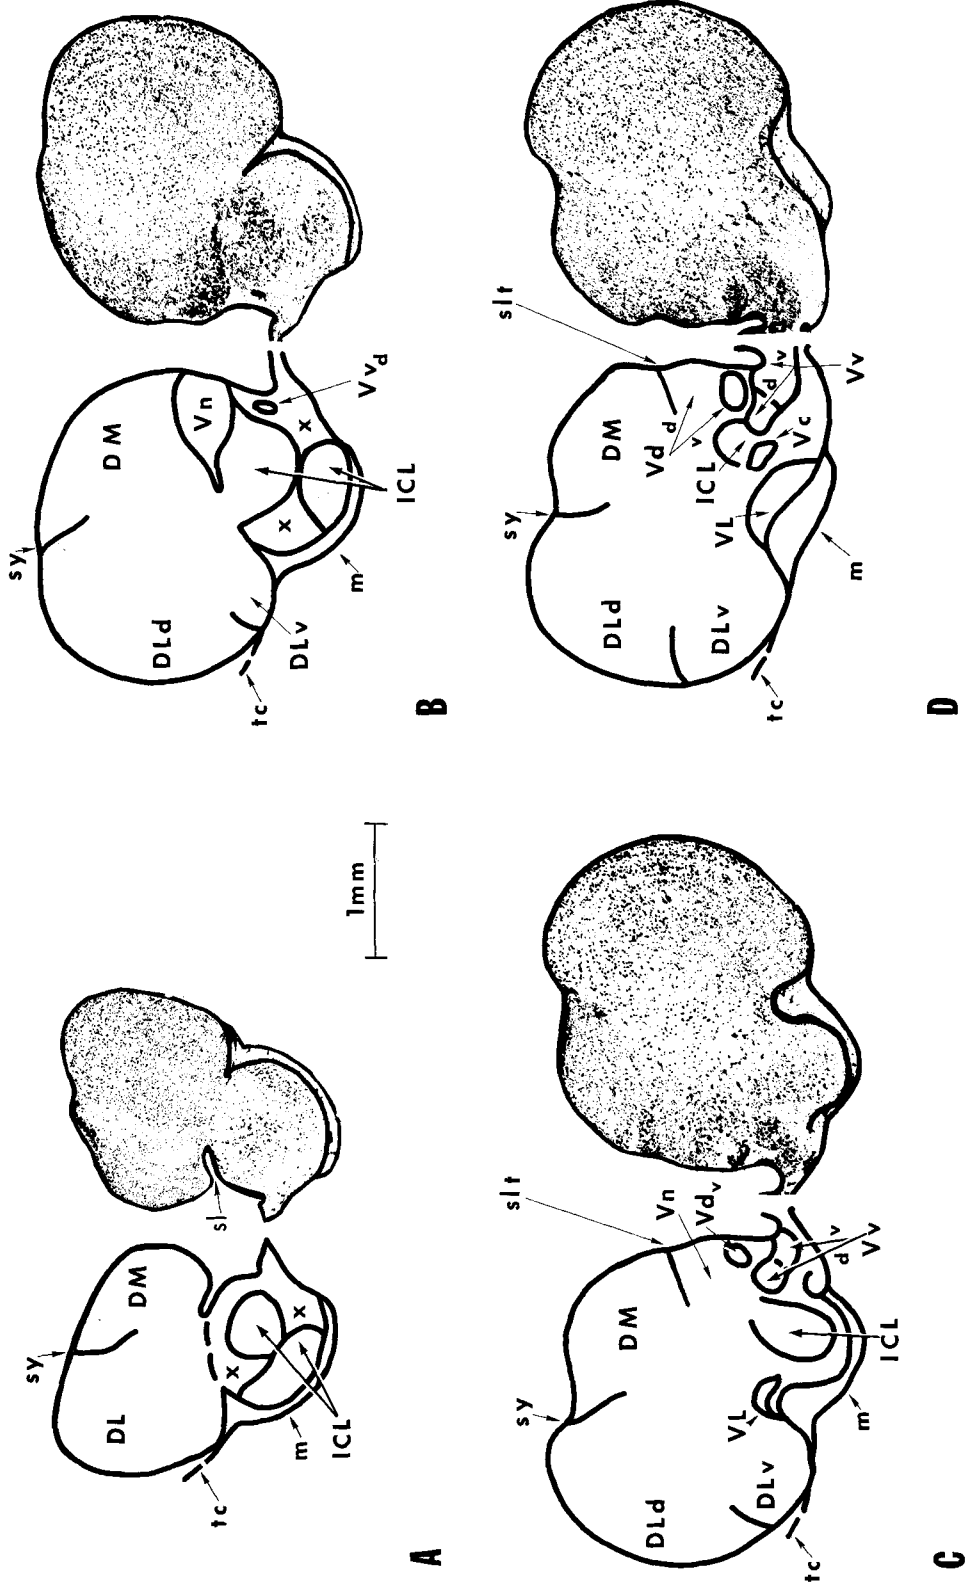 A
sy
DL
DM
tc
x
x
m
ICL
sl
1mm
B
sy
DM
DLd
Vn
x
x
DLv
tc
m
ICL
Vvd
C
sy
slt
DM
DLd
Vn
Vdv
VL
DLv
tc
m
ICL
d v
Vv
D
sy
slt
DM
DLd
Vd d
v
ICL
VL
DLv
tc
m
Vc
d v
Vv